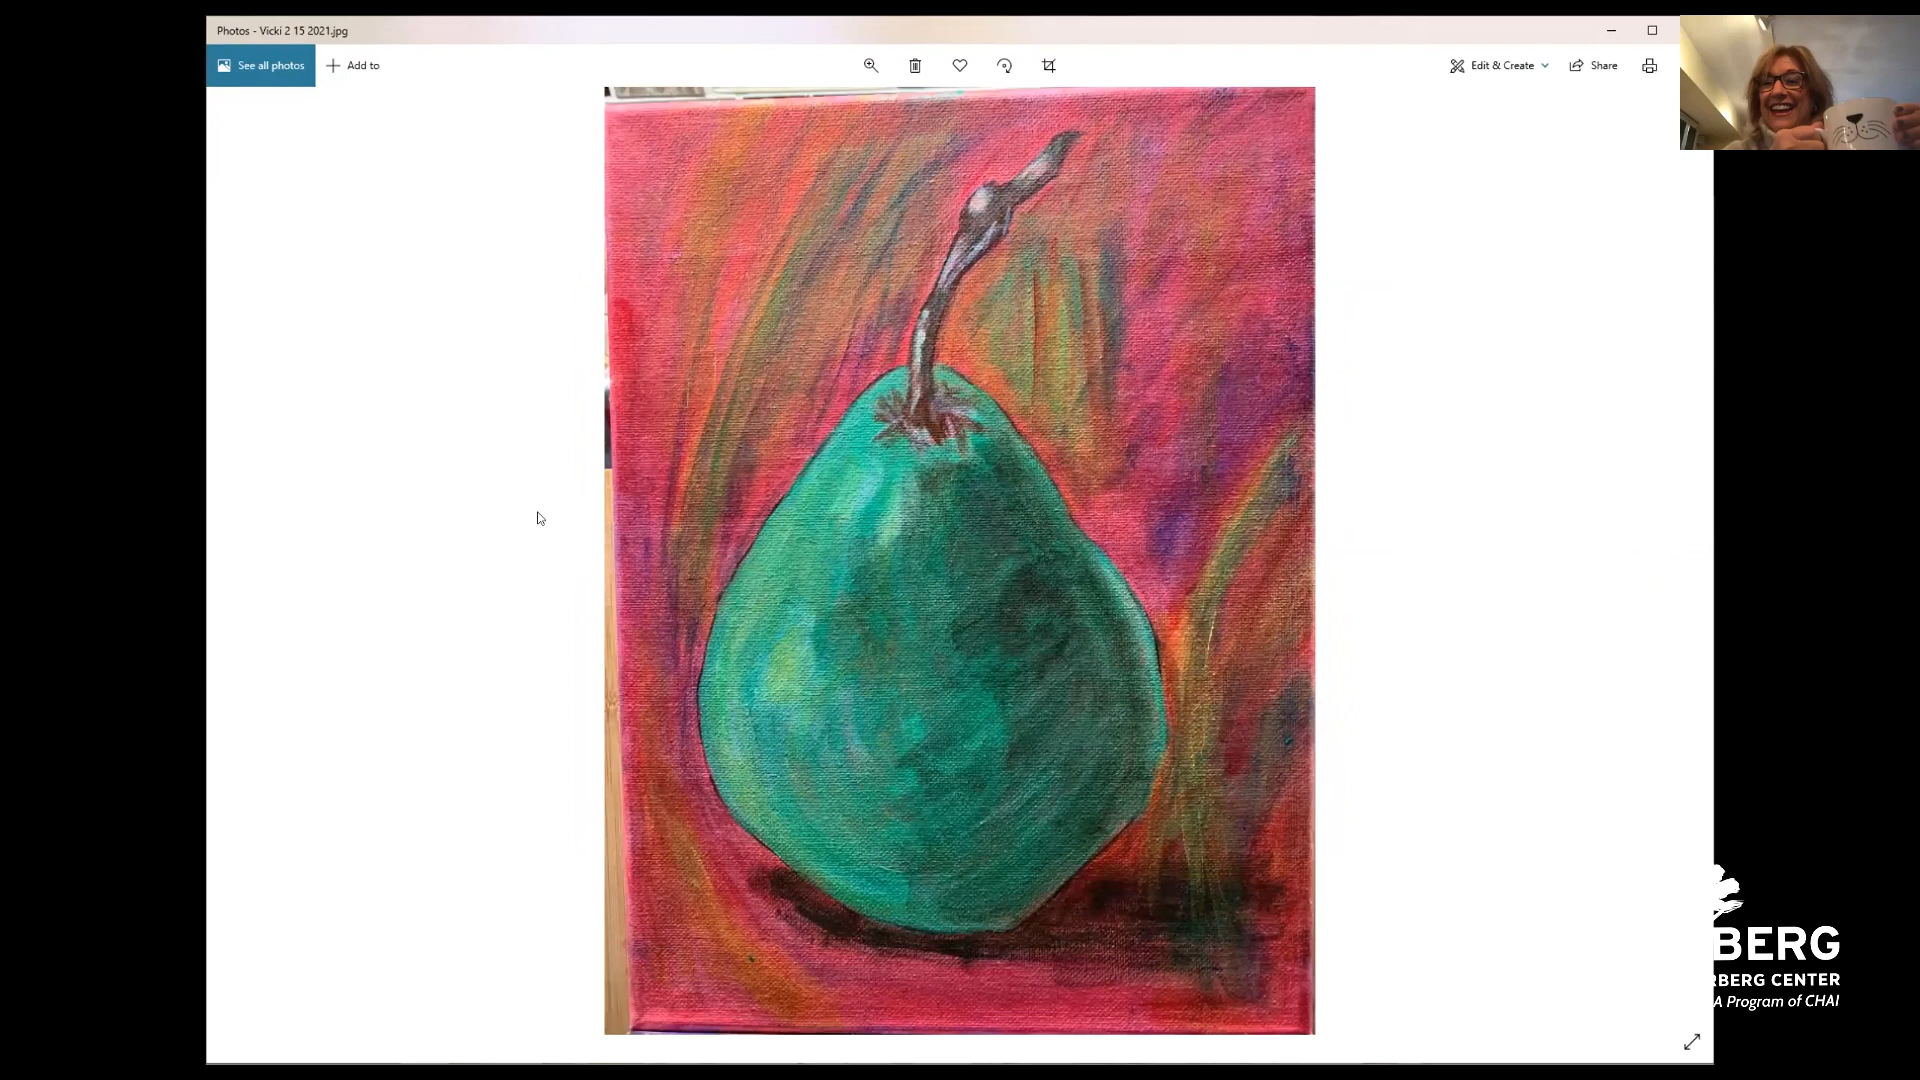 Photos - Vicki 2 15 2021.jpg
See all photos
Add to
Edit & Create
Share
BERG
RBERG CENTER
A Program of CHAI